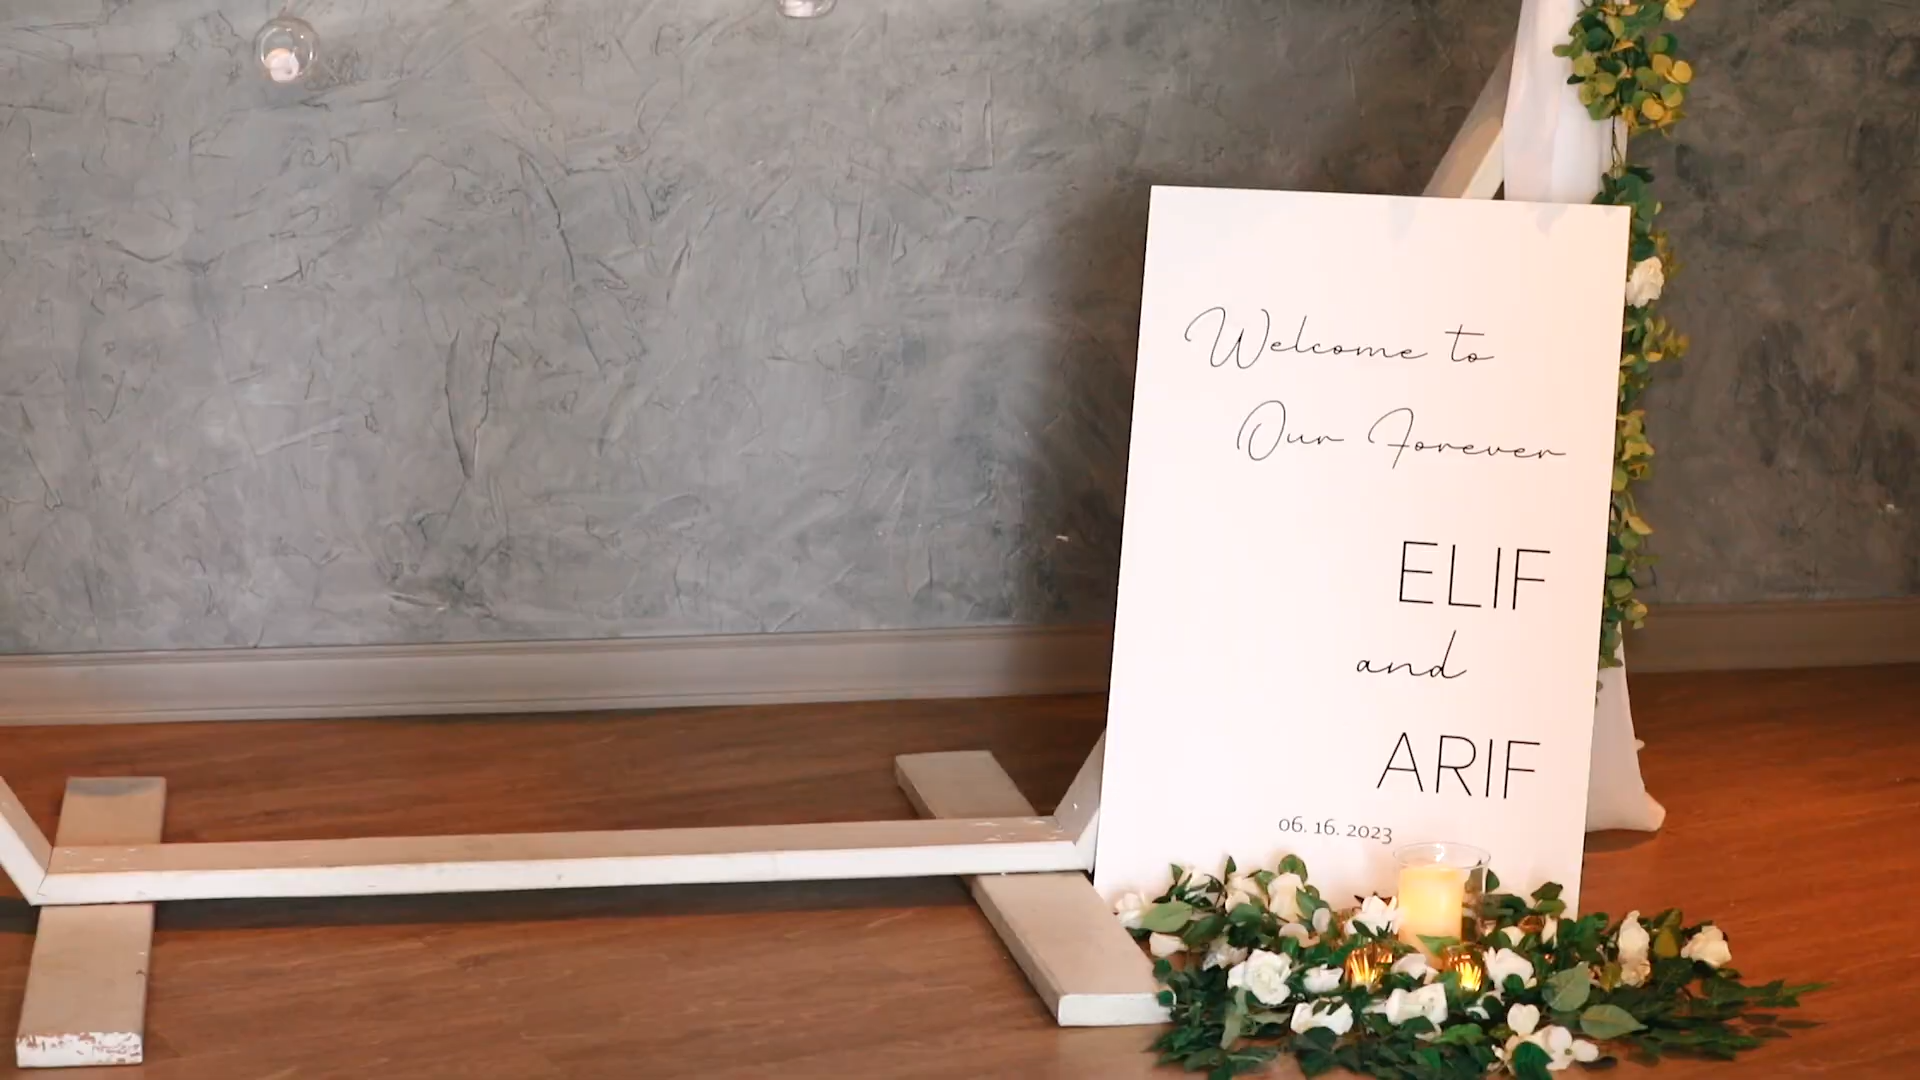 Welcome to
Our Forever
ELIF
and
ARIF
06. 16. 2023